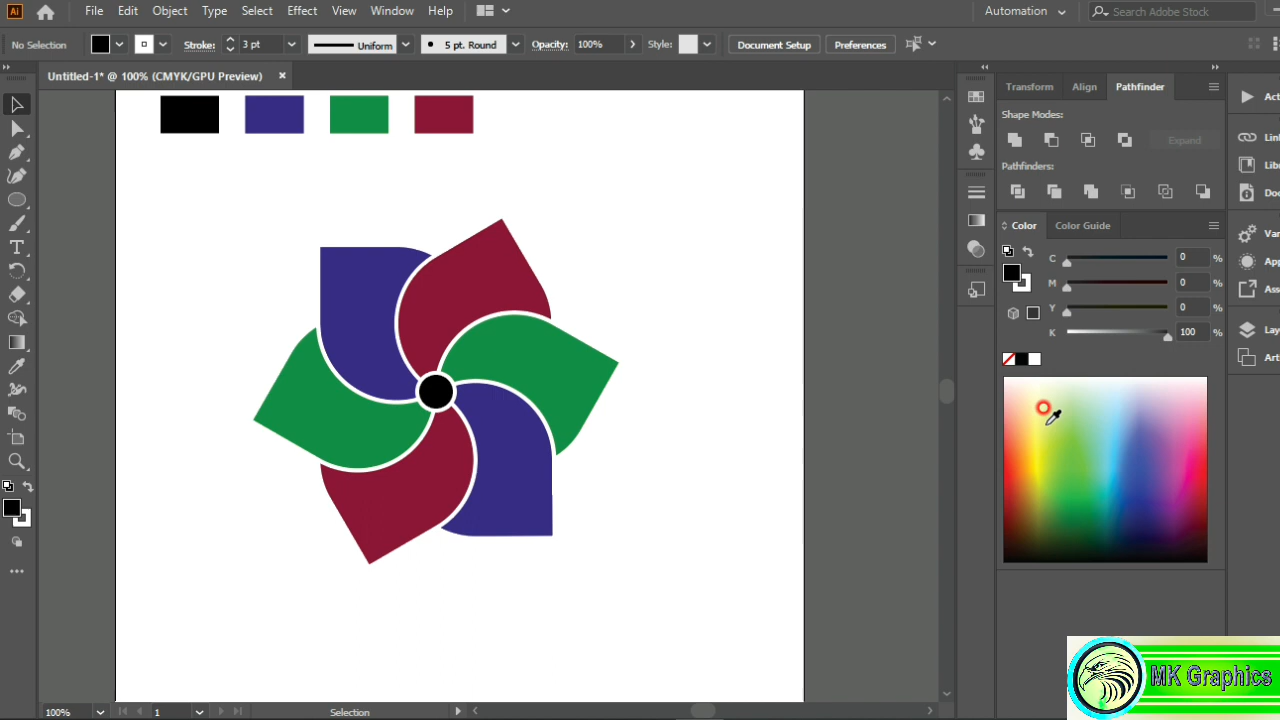 Ai
File Edit Object Type Select Effect View Window Help
Automation
Search Adobe Stock
No Selection
Stroke:
3 pt
Uniform
5 pt. Round
Opacity:
100%
Style:
Document Setup
Preferences
Untitled-1* @ 100% (CMYK/GPU Preview)
Transform
Align
Pathfinder
Shape Modes:
Expand
Pathfinders:
Color
Color Guide
C
0
%
M
0
%
Y
0
%
K
100
%
100%
1
Selection
MK Graphics